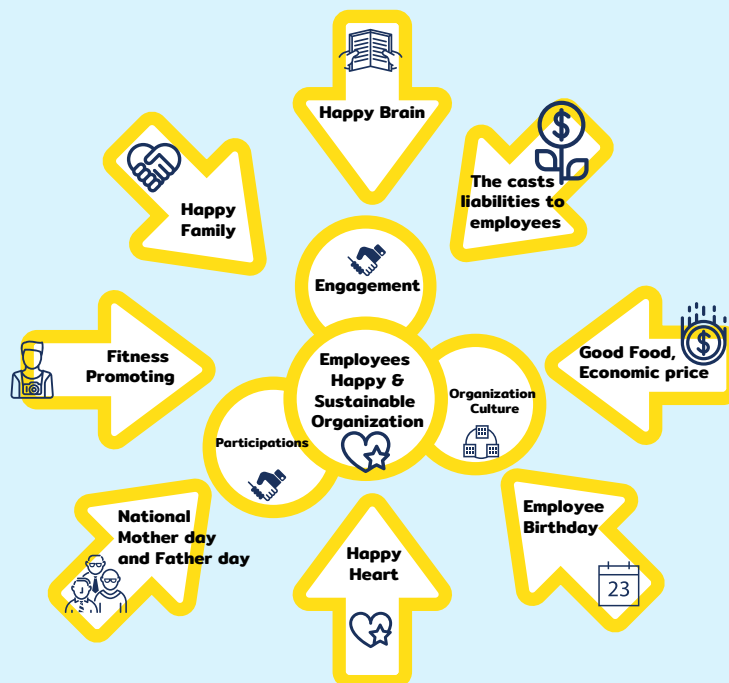 Happy Brain
The casts
liabilities to
employees
Happy
Family
Engagement
Fitness
Promoting
Employees
Happy &
Sustainable
Organization
Good Food,
Economic price
Organization
Culture
Participations
National
Mother day
and Father day
Happy
Heart
Employee
Birthday
23
$
$